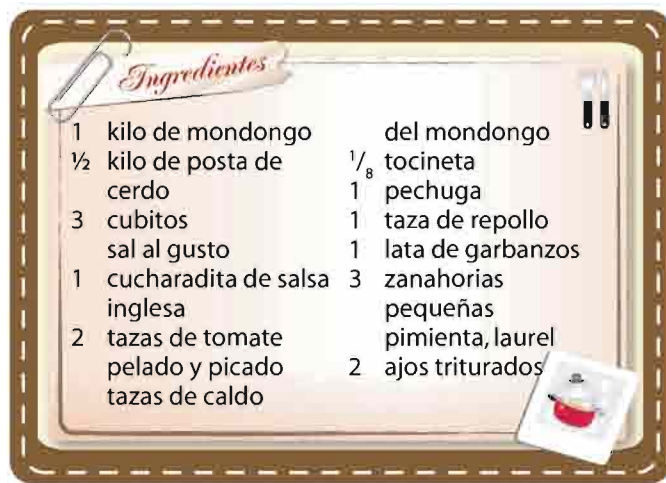 Ingredientes
1 kilo de mondongo
½ kilo de posta de
cerdo
3 cubitos
sal al gusto
1 cucharadita de salsa
inglesa
2 tazas de tomate
pelado y picado
tazas de caldo
del mondongo
1/8 tocineta
1 pechuga
1 taza de repollo
1 lata de garbanzos
3 zanahorias
pequeñas
pimienta, laurel
2 ajos triturados